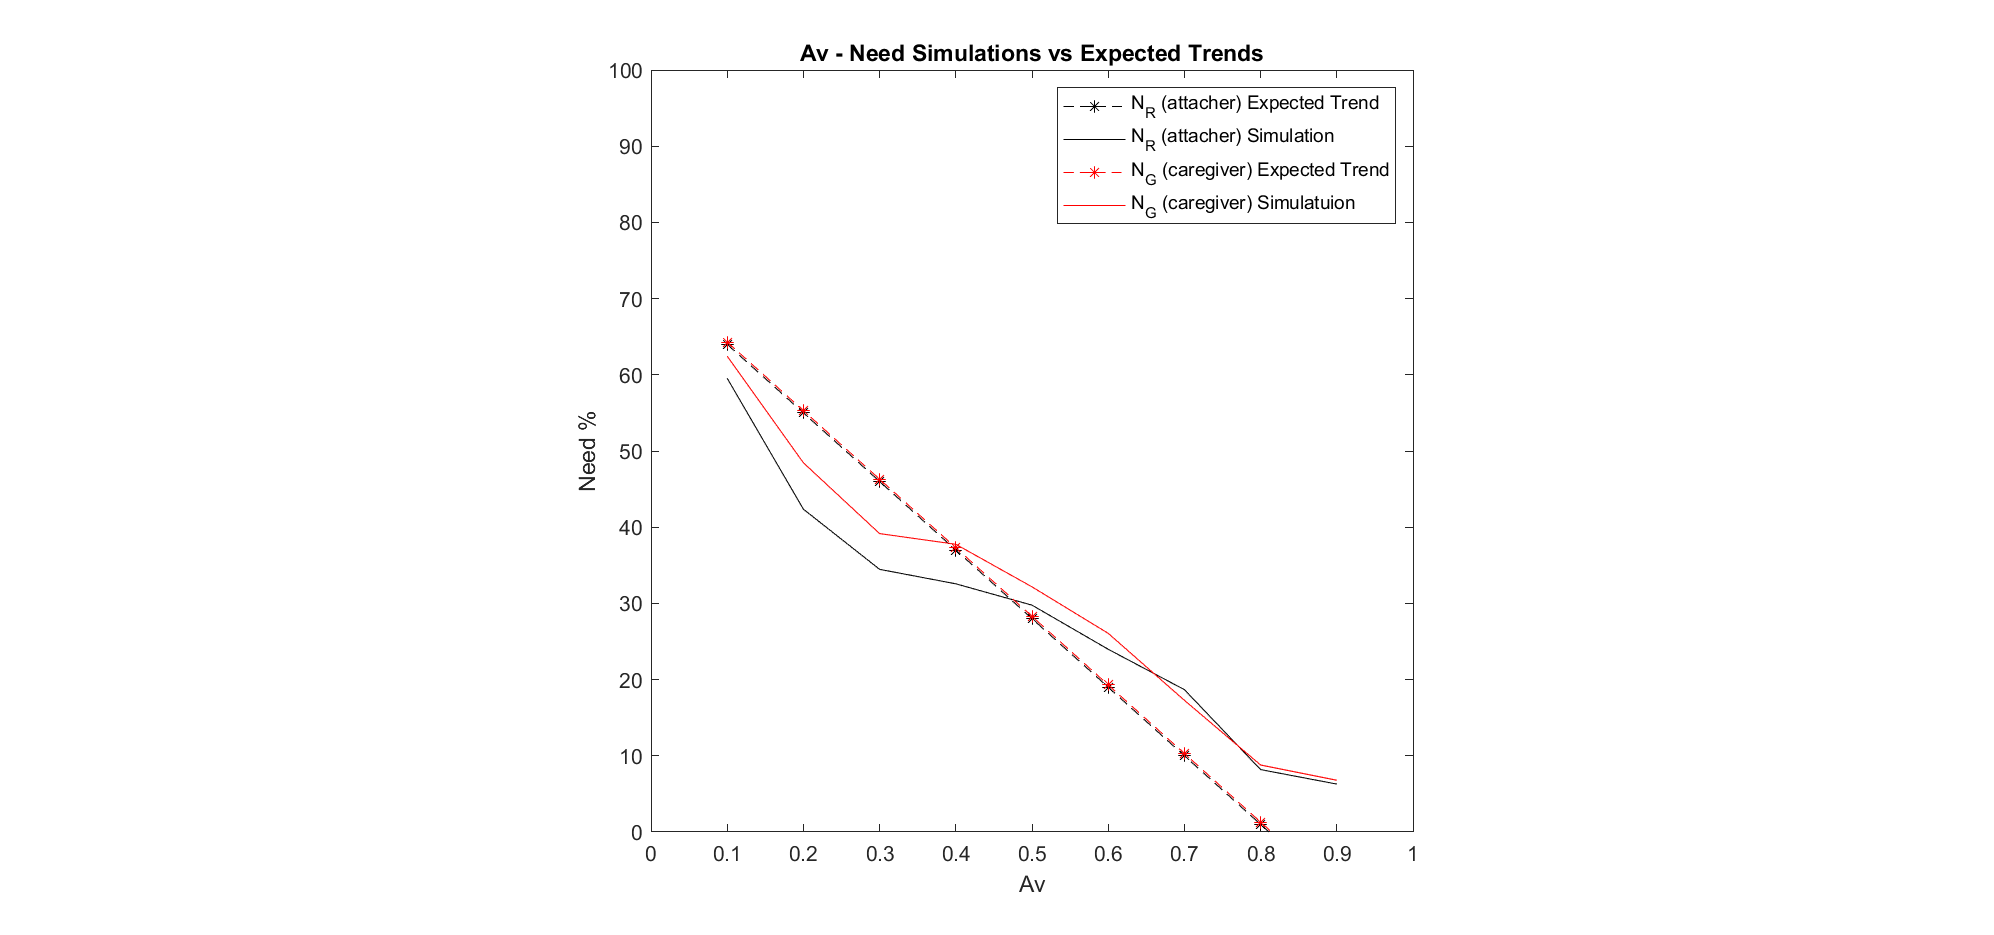 Av - Need Simulations vs Expected Trends
100
90
80
70
60
50
40
30
20
10
0
Need %
N_R (attacher) Expected Trend
N_R (attacher) Simulation
N_G (caregiver) Expected Trend
N_G (caregiver) Simulatuion
0 0.1 0.2 0.3 0.4 0.5 0.6 0.7 0.8 0.9 1
Av